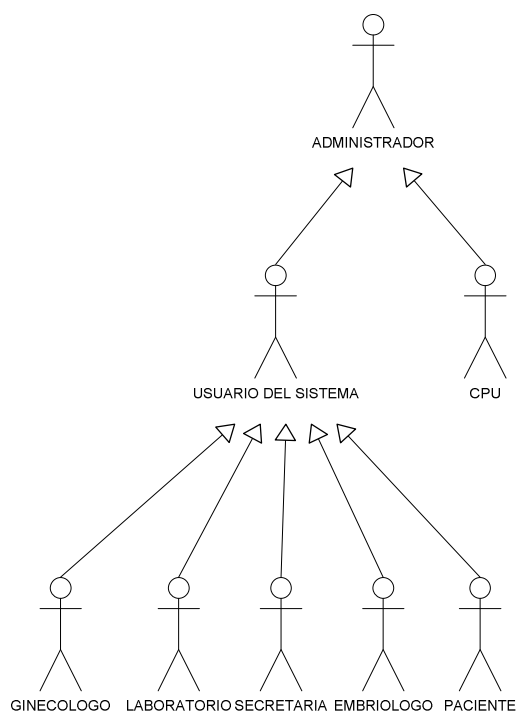 ADMINISTRADOR
USUARIO DEL SISTEMA
CPU
GINECOLOGO
LABORATORIO
SECRETARIA
EMBRIOLOGO
PACIENTE